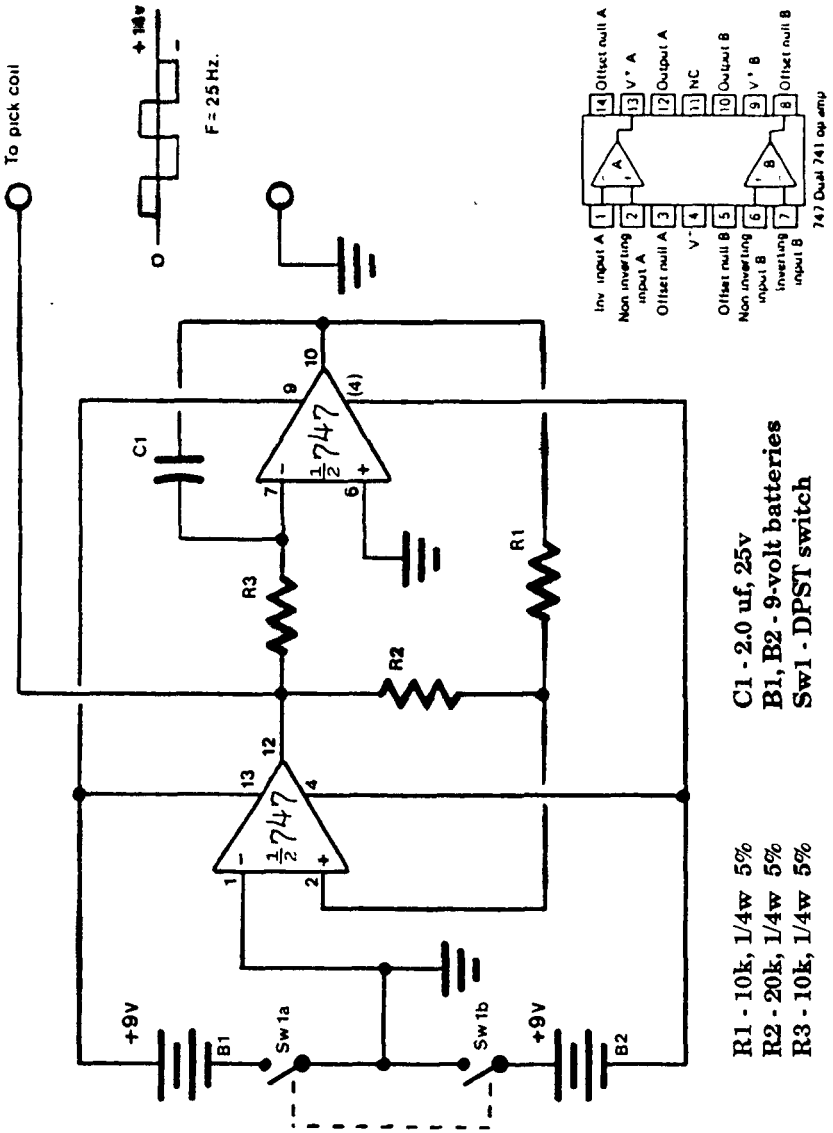 To pick coil
+ 18v
0
F = 25 Hz.
+9V
B1
Sw1a
Sw1b
+9V
B2
1
2
13
12
4
1/2 747
R3
R2
C1
7
6
9
10
(4)
1/2 747
R1
R1 - 10k, 1/4w 5%
R2 - 20k, 1/4w 5%
R3 - 10k, 1/4w 5%
C1 - 2.0 uf, 25v
B1, B2 - 9-volt batteries
Sw1 - DPST switch
Inv input A 1
Non inverting input A 2
Offset null A 3
V- 4
Offset null B 5
Non inverting input B 6
Inverting input B 7
A
B
14 Offset null A
13 V+ A
12 Output A
11 NC
10 Output B
9 V+ B
8 Offset null B
747 Dual 741 op amp